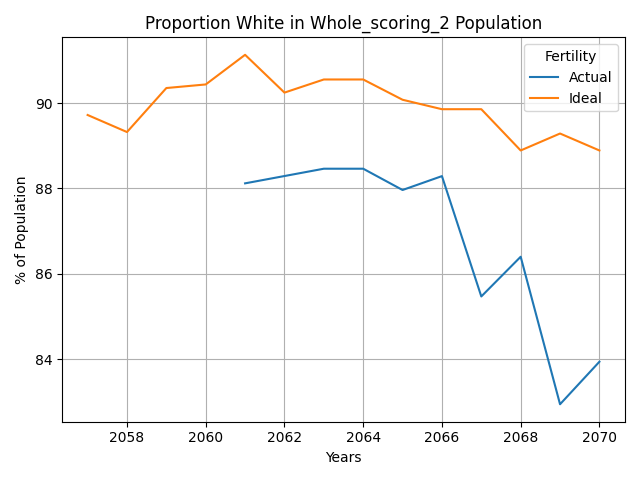 Proportion White in Whole_scoring_2 Population
Fertility
Actual
Ideal
90
88
86
84
% of Population
2058 2060 2062 2064 2066 2068 2070
Years